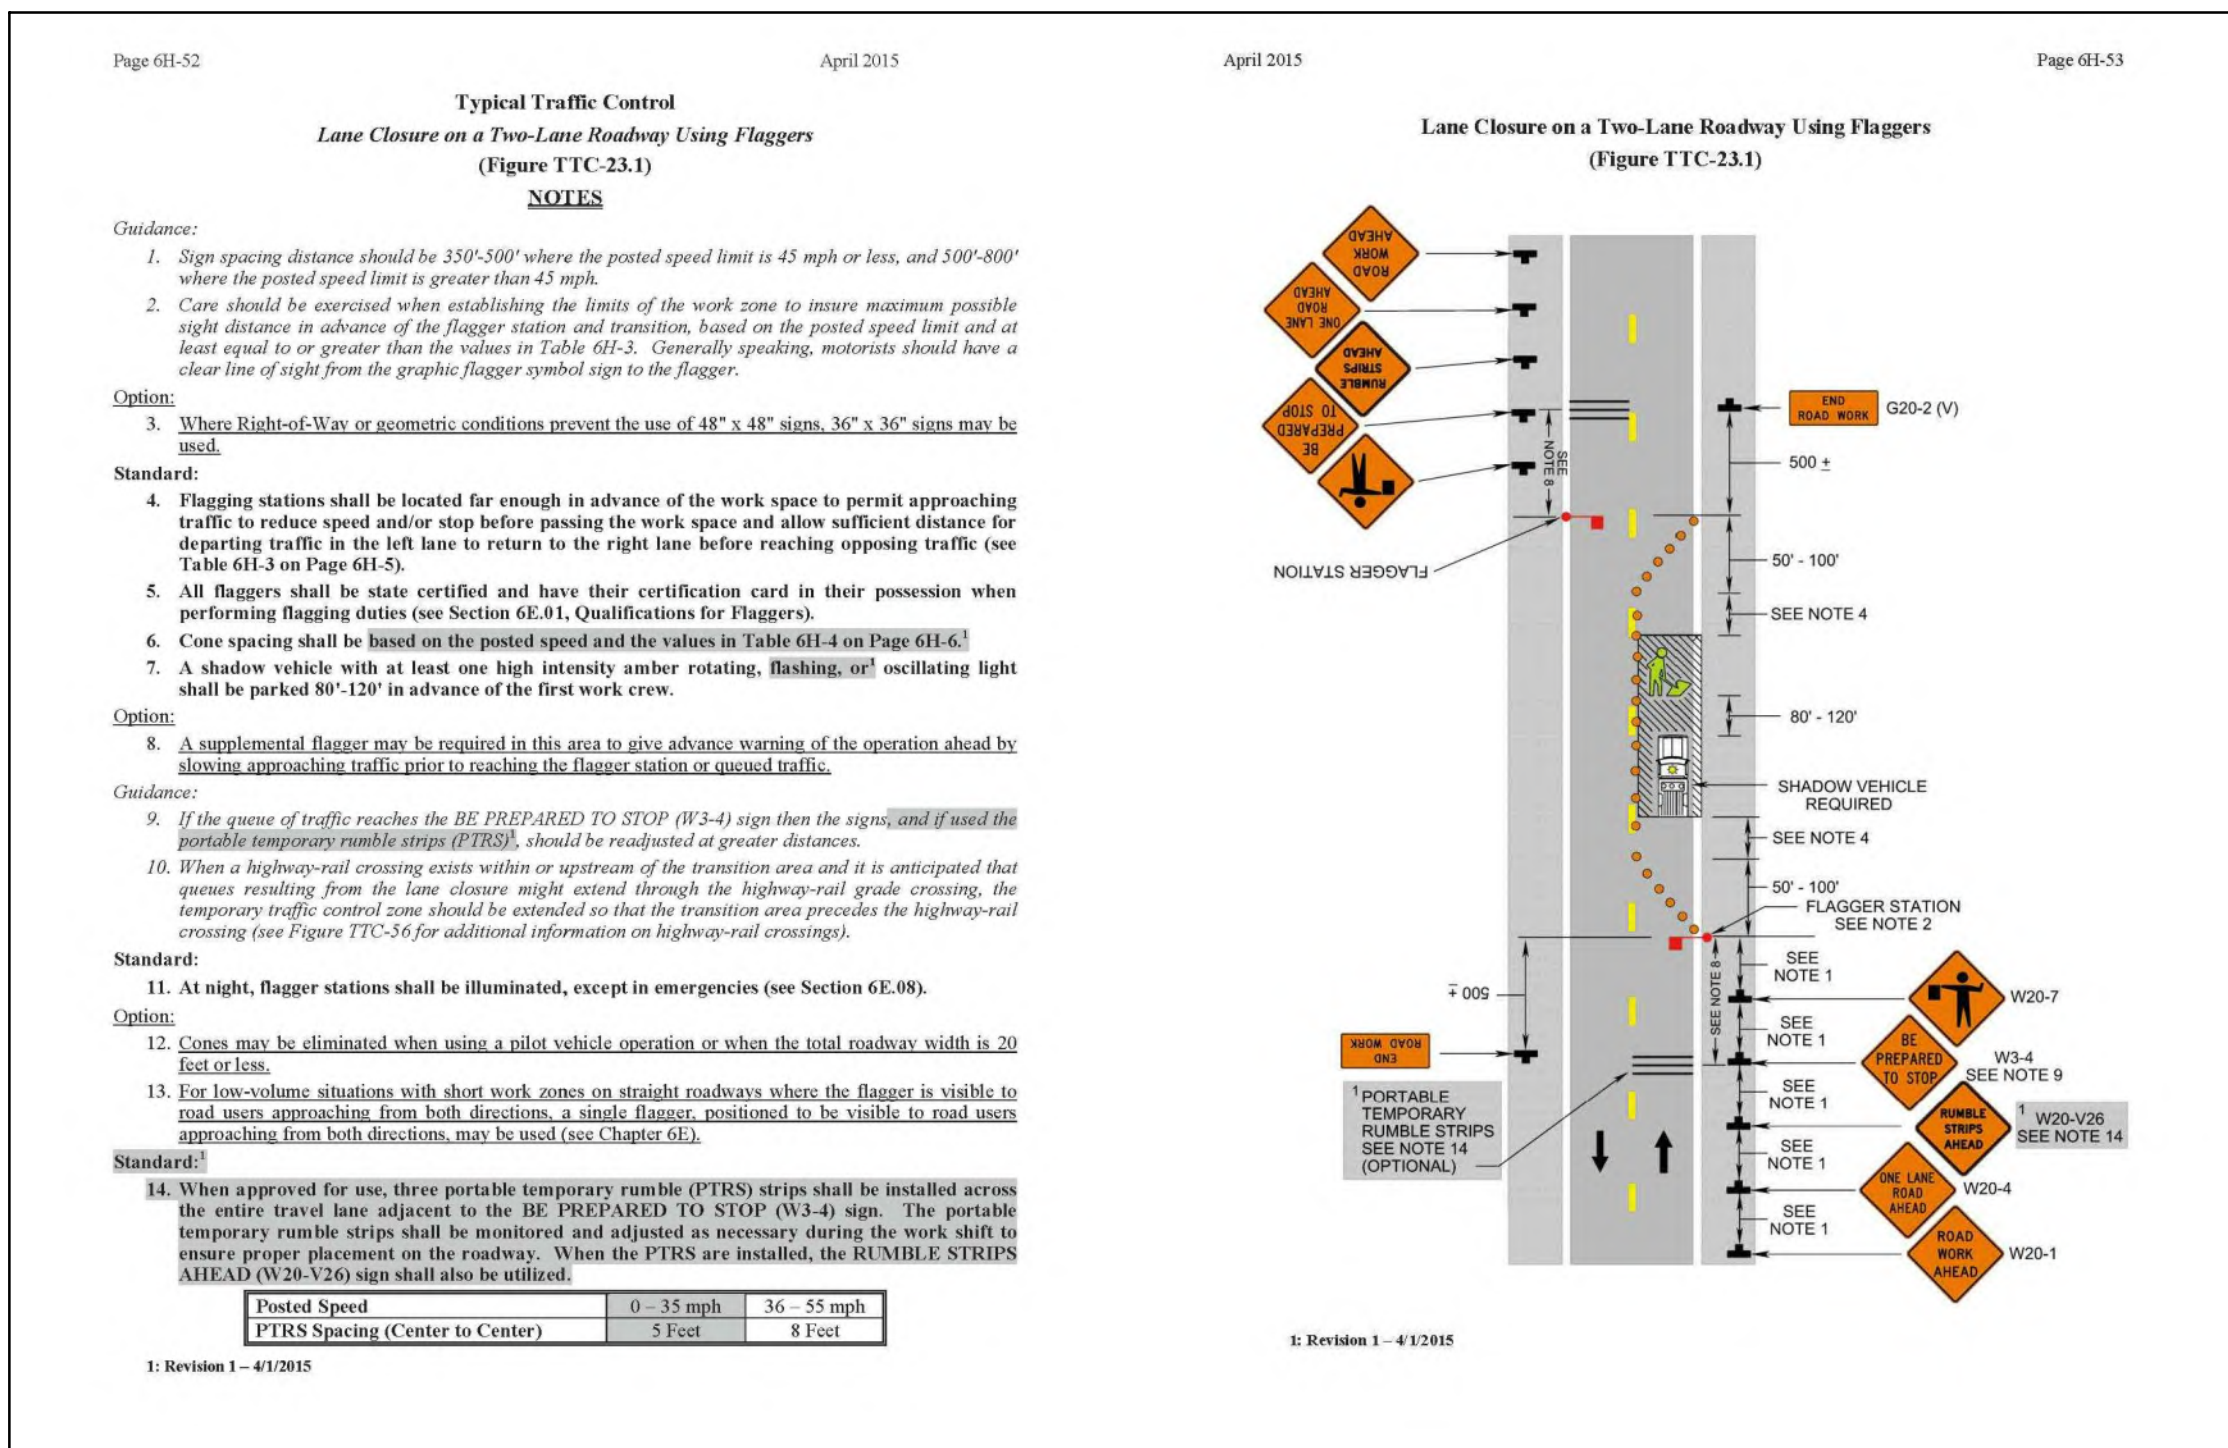 Page 6H-52
April 2015
Typical Traffic Control
Lane Closure on a Two-Lane Roadway Using Flaggers
(Figure TTC-23.1)
NOTES
Guidance:
1. Sign spacing distance should be 350'-500' where the posted speed limit is 45 mph or less, and 500'-800'
where the posted speed limit is greater than 45 mph.
2. Care should be exercised when establishing the limits of the work zone to insure maximum possible
sight distance in advance of the flagger station and transition, based on the posted speed limit and at
least equal to or greater than the values in Table 6H-3. Generally speaking, motorists should have a
clear line of sight from the graphic flagger symbol sign to the flagger.
Option:
3. Where Right-of-Way or geometric conditions prevent the use of 48" x 48" signs, 36" x 36" signs may be
used.
Standard:
4. Flagging stations shall be located far enough in advance of the work space to permit approaching
traffic to reduce speed and/or stop before passing the work space and allow sufficient distance for
departing traffic in the left lane to return to the right lane before reaching opposing traffic (see
Table 6H-3 on Page 6H-5).
5. All flaggers shall be state certified and have their certification card in their possession when
performing flagging duties (see Section 6E.01, Qualifications for Flaggers).
6. Cone spacing shall be based on the posted speed and the values in Table 6H-4 on Page 6H-6.¹
7. A shadow vehicle with at least one high intensity amber rotating, flashing, or¹ oscillating light
shall be parked 80'-120' in advance of the first work crew.
Option:
8. A supplemental flagger may be required in this area to give advance warning of the operation ahead by
slowing approaching traffic prior to reaching the flagger station or queued traffic.
Guidance:
9. If the queue of traffic reaches the BE PREPARED TO STOP (W3-4) sign then the signs, and if used the
portable temporary rumble strips (PTRS)¹, should be readjusted at greater distances.
10. When a highway-rail crossing exists within or upstream of the transition area and it is anticipated that
queues resulting from the lane closure might extend through the highway-rail grade crossing, the
temporary traffic control zone should be extended so that the transition area precedes the highway-rail
crossing (see Figure TTC-56 for additional information on highway-rail crossings).
Standard:
11. At night, flagger stations shall be illuminated, except in emergencies (see Section 6E.08).
Option:
12. Cones may be eliminated when using a pilot vehicle operation or when the total roadway width is 20
feet or less.
13. For low-volume situations with short work zones on straight roadways where the flagger is visible to
road users approaching from both directions, a single flagger, positioned to be visible to road users
approaching from both directions, may be used (see Chapter 6E).
Standard:¹
14. When approved for use, three portable temporary rumble (PTRS) strips shall be installed across
the entire travel lane adjacent to the BE PREPARED TO STOP (W3-4) sign. The portable
temporary rumble strips shall be monitored and adjusted as necessary during the work shift to
ensure proper placement on the roadway. When the PTRS are installed, the RUMBLE STRIPS
AHEAD (W20-V26) sign shall also be utilized.
Posted Speed 0 – 35 mph 36 – 55 mph
PTRS Spacing (Center to Center) 5 Feet 8 Feet
1: Revision 1 – 4/1/2015
April 2015
Page 6H-53
Lane Closure on a Two-Lane Roadway Using Flaggers
(Figure TTC-23.1)
ROAD
WORK
AHEAD
ONE LANE
ROAD
AHEAD
RUMBLE
STRIPS
AHEAD
BE
PREPARED
TO STOP
SEE
NOTE 8
FLAGGER STATION
END
ROAD WORK
G20-2 (V)
500 ±
50' - 100'
SEE NOTE 4
80' - 120'
SHADOW VEHICLE
REQUIRED
SEE NOTE 4
50' - 100'
FLAGGER STATION
SEE NOTE 2
SEE NOTE 8
SEE
NOTE 1
W20-7
SEE
NOTE 1
BE
PREPARED
TO STOP
W3-4
SEE NOTE 9
SEE
NOTE 1
RUMBLE
STRIPS
AHEAD
¹ W20-V26
SEE NOTE 14
SEE
NOTE 1
ONE LANE
ROAD
AHEAD
W20-4
SEE
NOTE 1
ROAD
WORK
AHEAD
W20-1
500 ±
END
ROAD WORK
¹ PORTABLE
TEMPORARY
RUMBLE STRIPS
SEE NOTE 14
(OPTIONAL)
1: Revision 1 – 4/1/2015